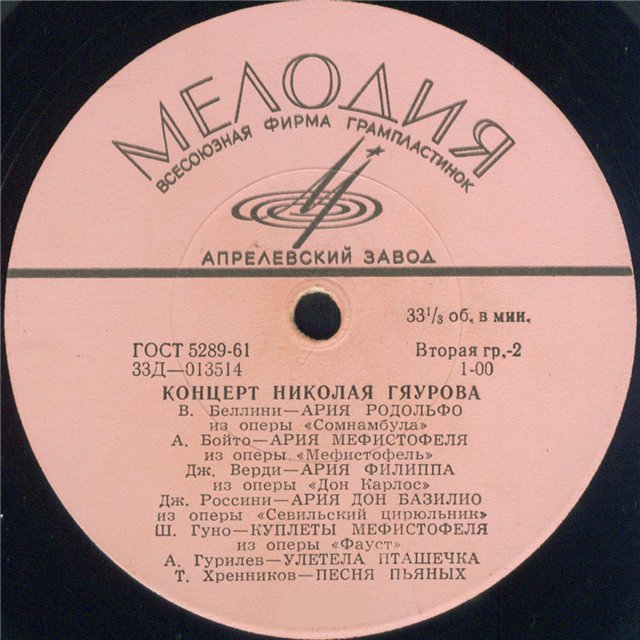 МЕЛОДИЯ
ВСЕСОЮЗНАЯ ФИРМА ГРАМПЛАСТИНОК
АПРЕЛЕВСКИЙ ЗАВОД
33⅓ об. в мин.
ГОСТ 5289-61 Вторая гр.-2
33Д—013514 1-00
КОНЦЕРТ НИКОЛАЯ ГЯУРОВА
В. Беллини—АРИЯ РОДОЛЬФО
из оперы «Сомнамбула»
А. Бойто—АРИЯ МЕФИСТОФЕЛЯ
из оперы «Мефистофель»
Дж. Верди—АРИЯ ФИЛИППА
из оперы «Дон Карлос»
Дж. Россини—АРИЯ ДОН БАЗИЛИО
из оперы «Севильский цирюльник»
Ш. Гуно—КУПЛЕТЫ МЕФИСТОФЕЛЯ
из оперы «Фауст»
А. Гурилев—УЛЕТЕЛА ПТАШЕЧКА
Т. Хренников—ПЕСНЯ ПЬЯНЫХ